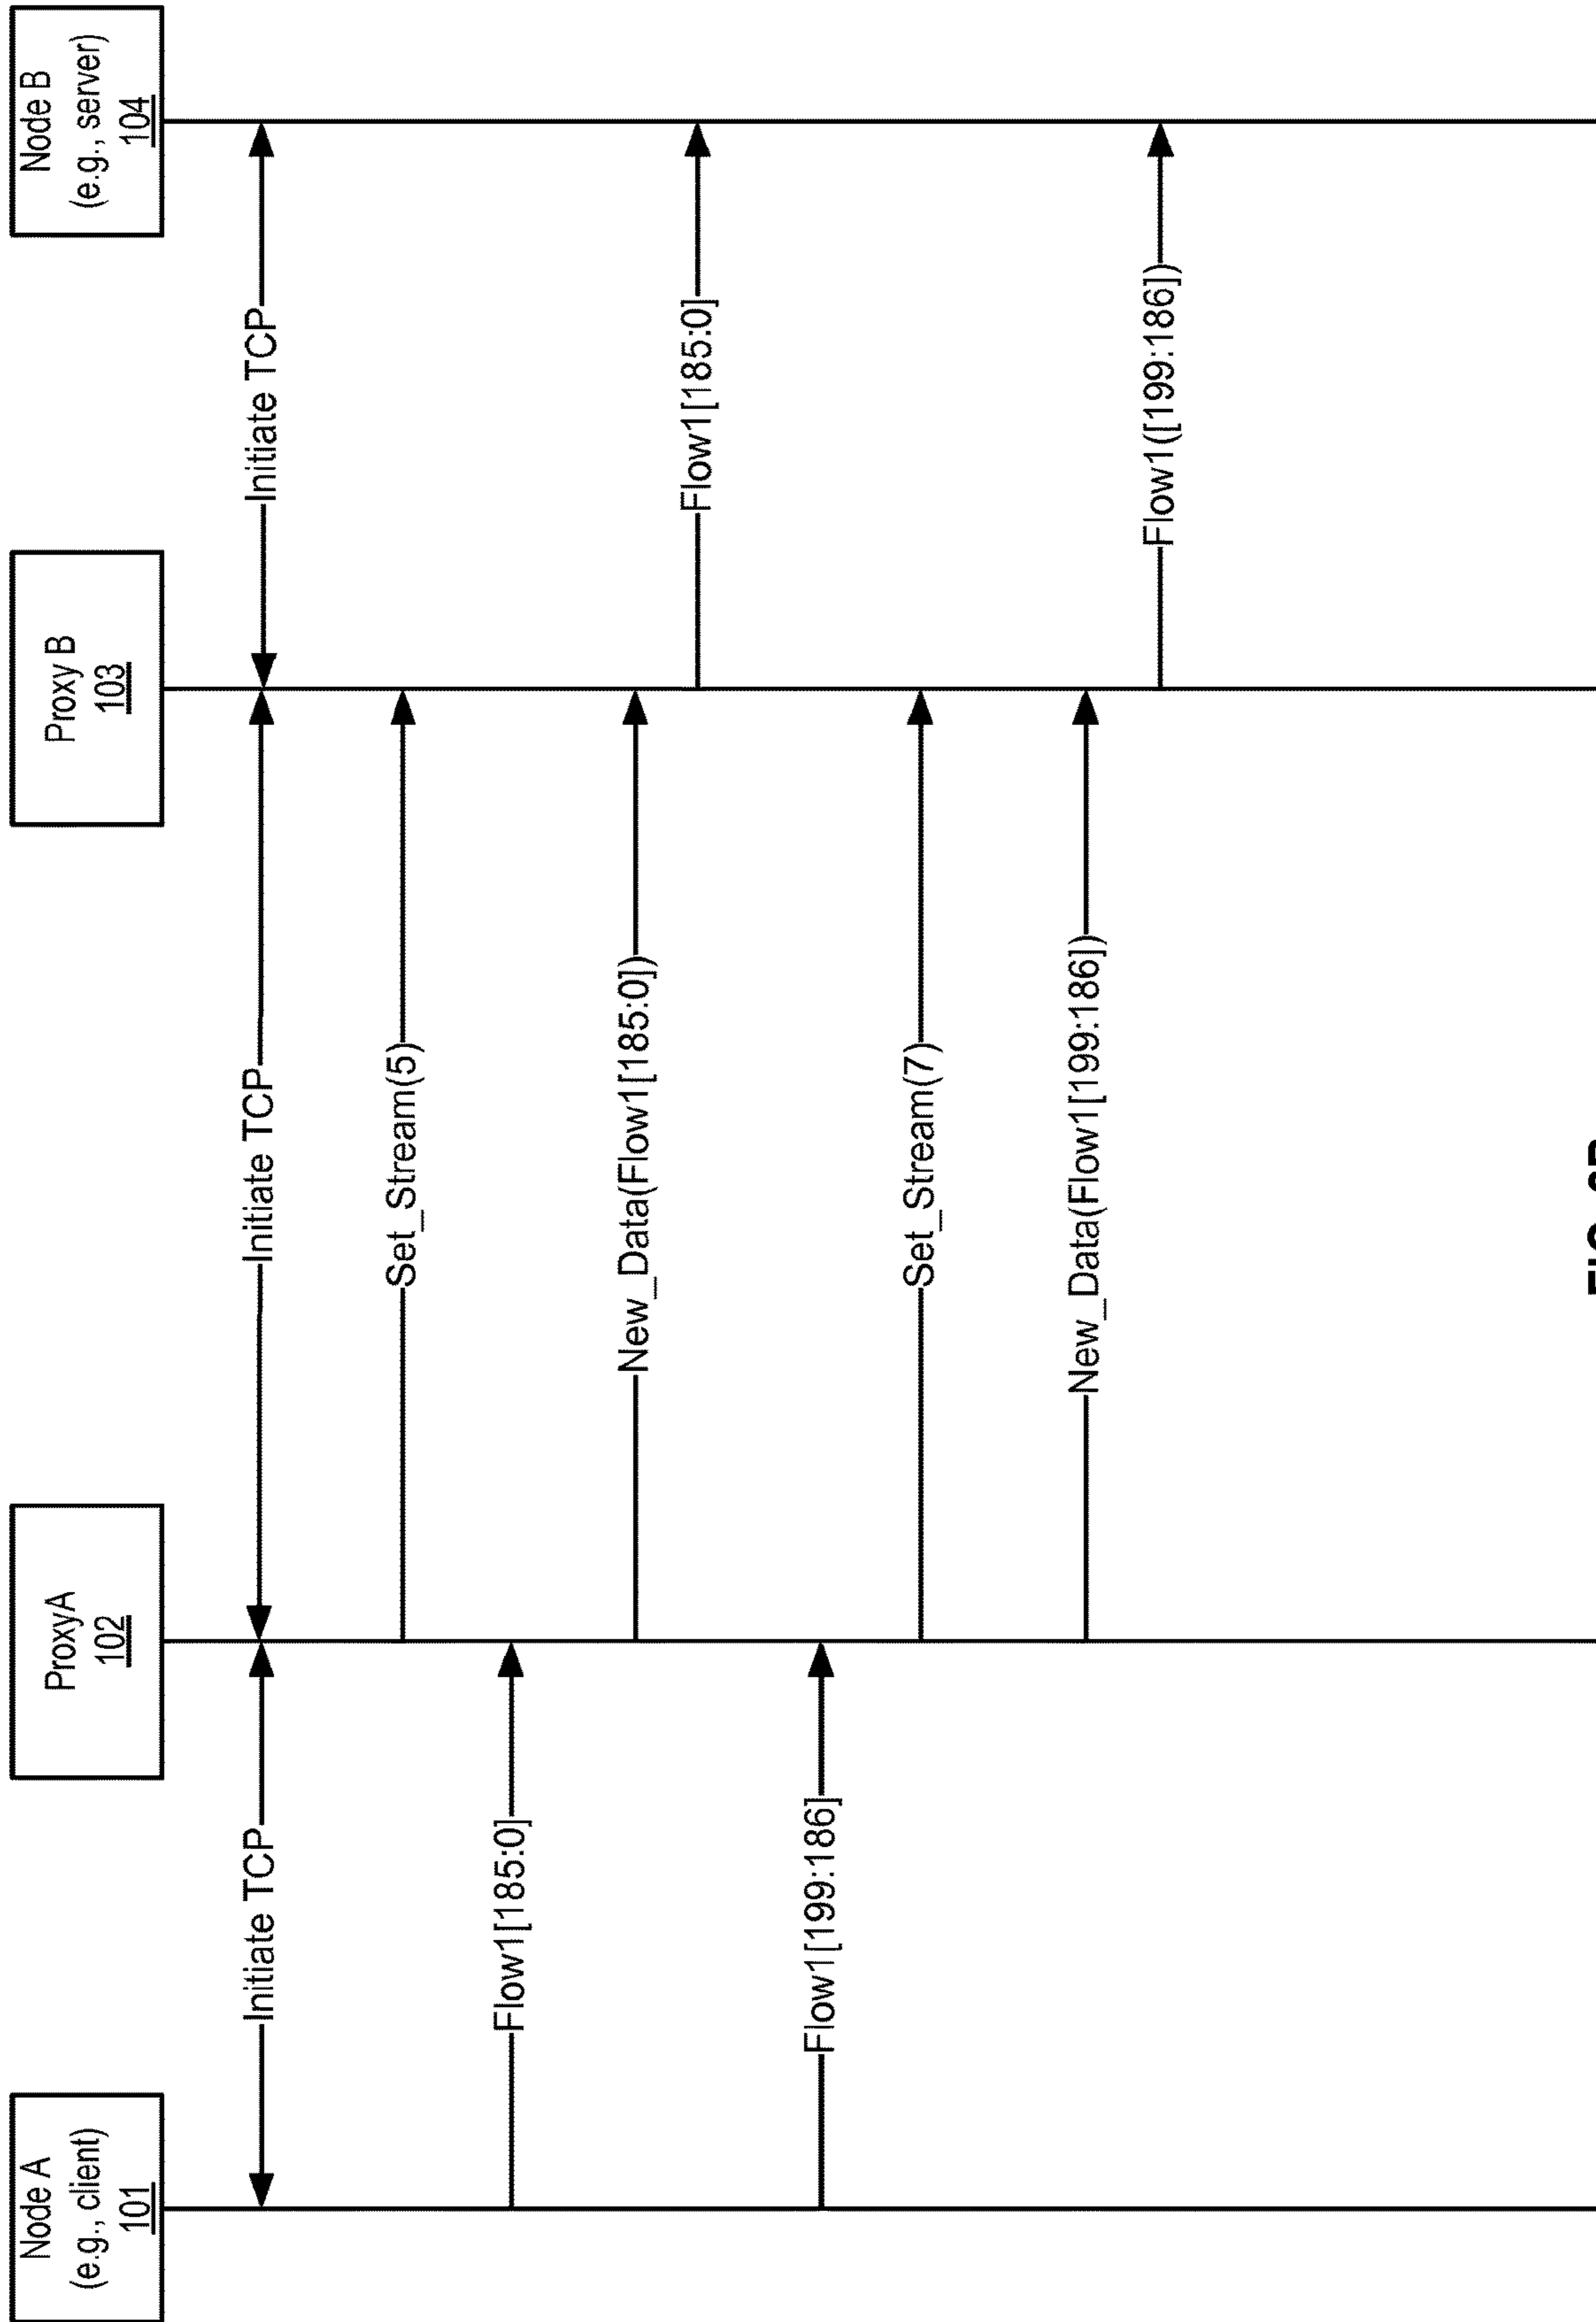 Node A
(e.g., client)
101
ProxyA
102
Proxy B
103
Node B
(e.g., server)
104
Initiate TCP
Initiate TCP
Initiate TCP
Set_Stream(5)
Flow1[185:0]
New_Data(Flow1[185:0])
Flow1[185:0]
Flow1[199:186]
Set_Stream(7)
New_Data(Flow1[199:186])
Flow1([199:186])